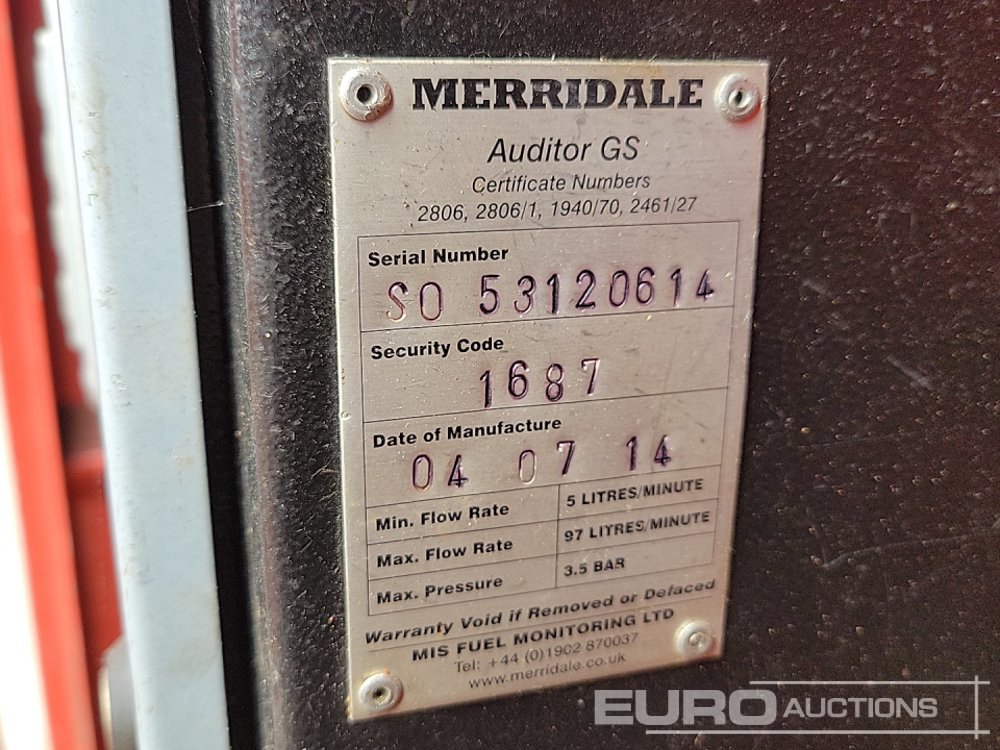 MERRIDALE
Auditor GS
Certificate Numbers
2806, 2806/1, 1940/70, 2461/27
Serial Number
SO 53120614
Security Code
1687
Date of Manufacture
04 07 14
Min. Flow Rate 5 LITRES/MINUTE
Max. Flow Rate 97 LITRES/MINUTE
Max. Pressure 3.5 BAR
Warranty Void if Removed or Defaced
MIS FUEL MONITORING LTD
Tel: +44 (0)1902 870037
www.merridale.co.uk
EURO AUCTIONS